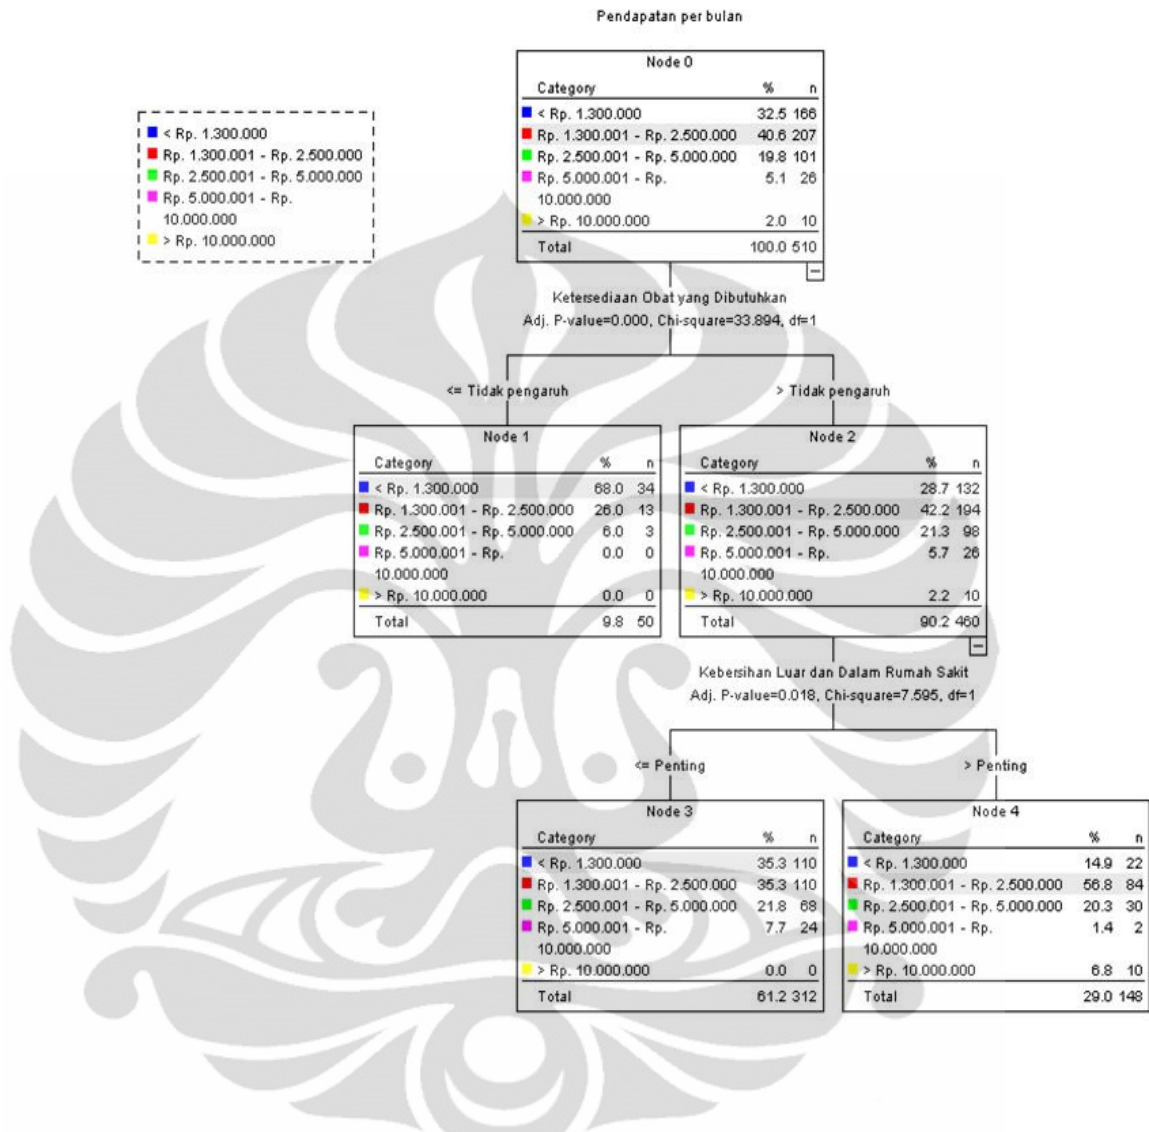 Pendapatan per bulan
Node 0
Category % n
< Rp. 1.300.000 32.5 166
Rp. 1.300.001 - Rp. 2.500.000 40.6 207
Rp. 2.500.001 - Rp. 5.000.000 19.8 101
Rp. 5.000.001 - Rp. 5.1 26
10.000.000
> Rp. 10.000.000 2.0 10
Total 100.0 510
< Rp. 1.300.000
Rp. 1.300.001 - Rp. 2.500.000
Rp. 2.500.001 - Rp. 5.000.000
Rp. 5.000.001 - Rp.
10.000.000
> Rp. 10.000.000
Ketersediaan Obat yang Dibutuhkan
Adj. P-value=0.000, Chi-square=33.894, df=1
<= Tidak pengaruh
> Tidak pengaruh
Node 1
Category % n
< Rp. 1.300.000 68.0 34
Rp. 1.300.001 - Rp. 2.500.000 26.0 13
Rp. 2.500.001 - Rp. 5.000.000 6.0 3
Rp. 5.000.001 - Rp. 0.0 0
10.000.000
> Rp. 10.000.000 0.0 0
Total 9.8 50
Node 2
Category % n
< Rp. 1.300.000 28.7 132
Rp. 1.300.001 - Rp. 2.500.000 42.2 194
Rp. 2.500.001 - Rp. 5.000.000 21.3 98
Rp. 5.000.001 - Rp. 5.7 26
10.000.000
> Rp. 10.000.000 2.2 10
Total 90.2 460
Kebersihan Luar dan Dalam Rumah Sakit
Adj. P-value=0.018, Chi-square=7.595, df=1
<= Penting
> Penting
Node 3
Category % n
< Rp. 1.300.000 35.3 110
Rp. 1.300.001 - Rp. 2.500.000 35.3 110
Rp. 2.500.001 - Rp. 5.000.000 21.8 68
Rp. 5.000.001 - Rp. 7.7 24
10.000.000
> Rp. 10.000.000 0.0 0
Total 61.2 312
Node 4
Category % n
< Rp. 1.300.000 14.9 22
Rp. 1.300.001 - Rp. 2.500.000 56.8 84
Rp. 2.500.001 - Rp. 5.000.000 20.3 30
Rp. 5.000.001 - Rp. 1.4 2
10.000.000
> Rp. 10.000.000 6.8 10
Total 29.0 148